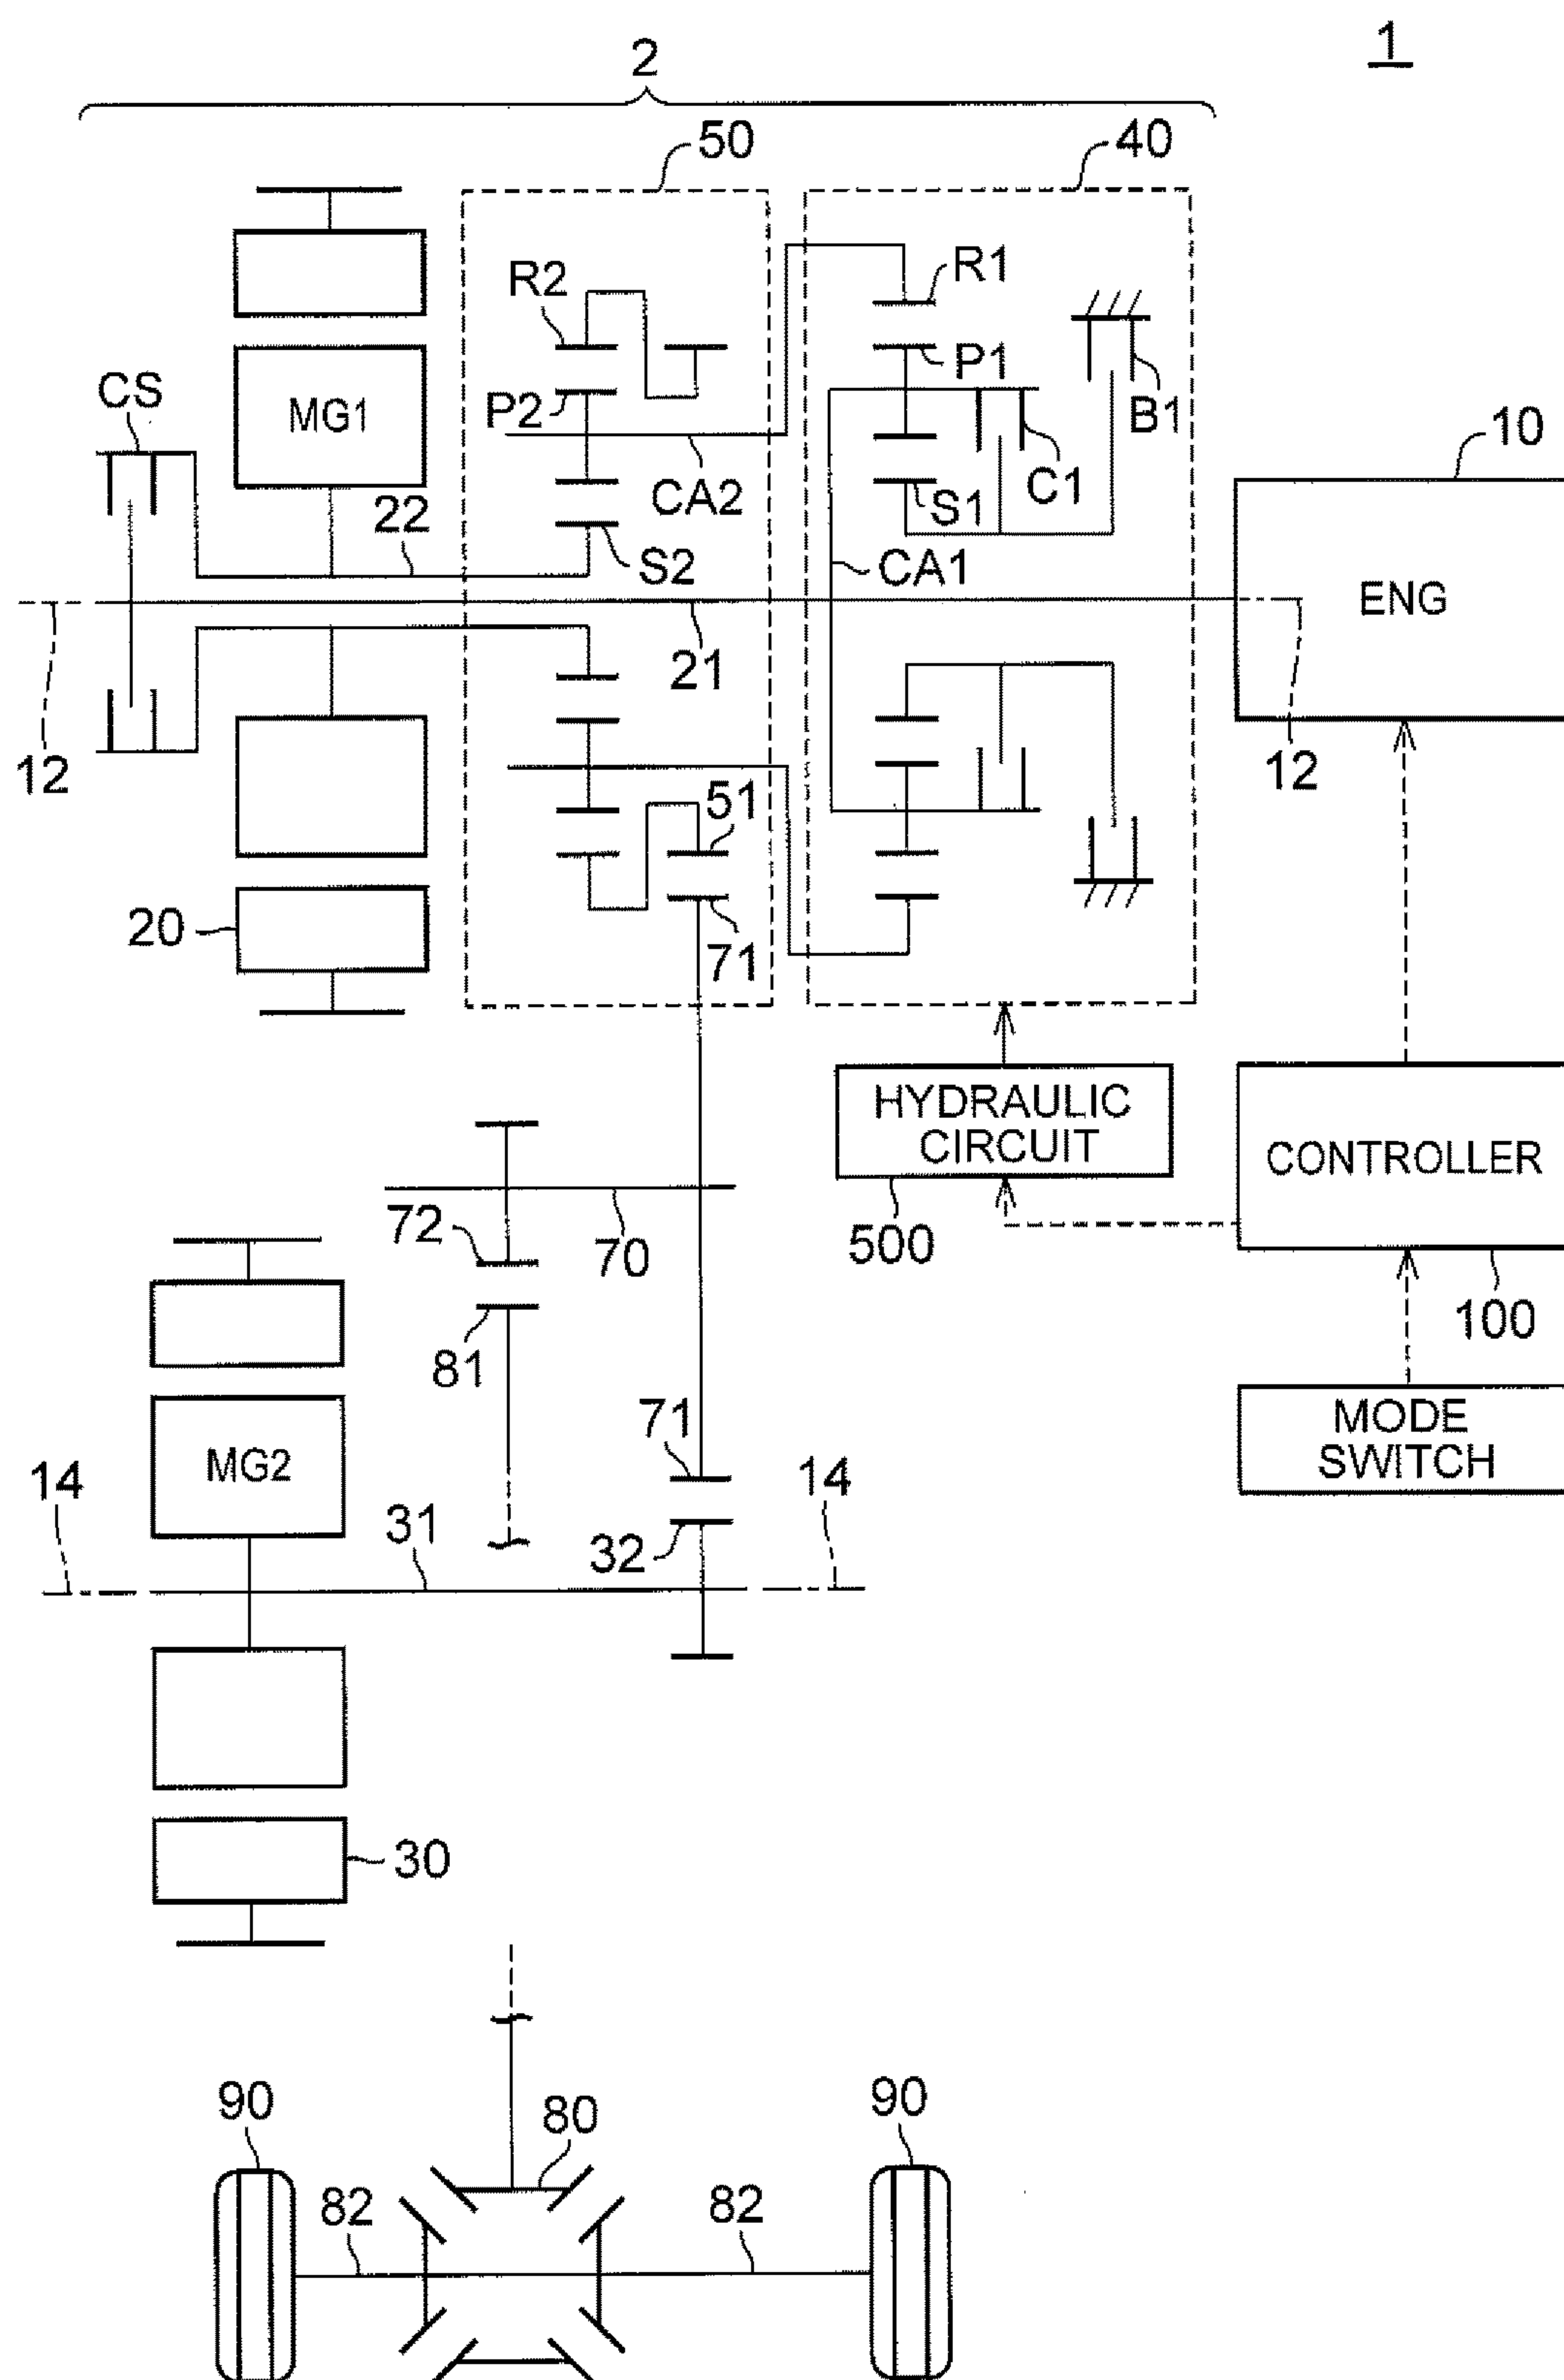 1
2
50
40
R2
R1
P1
CS
MG1
P2
B1
10
22
CA2
S1
C1
S2
CA1
ENG
21
12
12
51
20
71
HYDRAULIC
CIRCUIT
CONTROLLER
72
70
500
81
100
71
MODE
SWITCH
MG2
14
14
31
32
30
90
80
90
82
82